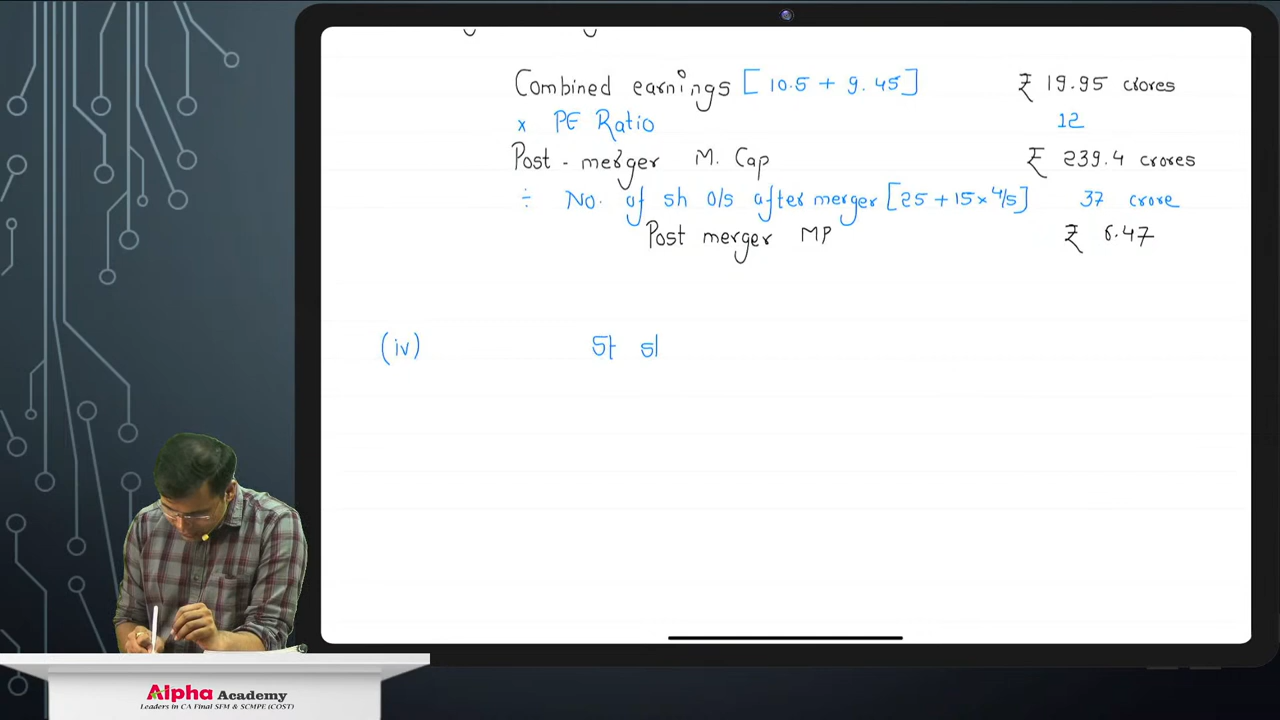 Combined earnings [10.5 + 9.45] ₹ 19.95 crores
x PE Ratio 12
Post - merger M. Cap ₹ 239.4 crores
÷ No. of sh o/s after merger [25 + 15 x 4/5] 37 crore
Post merger MP ₹ 6.47
(iv) St sl
Alpha Academy
Leaders in CA Final SFM & SCMPE (COST)